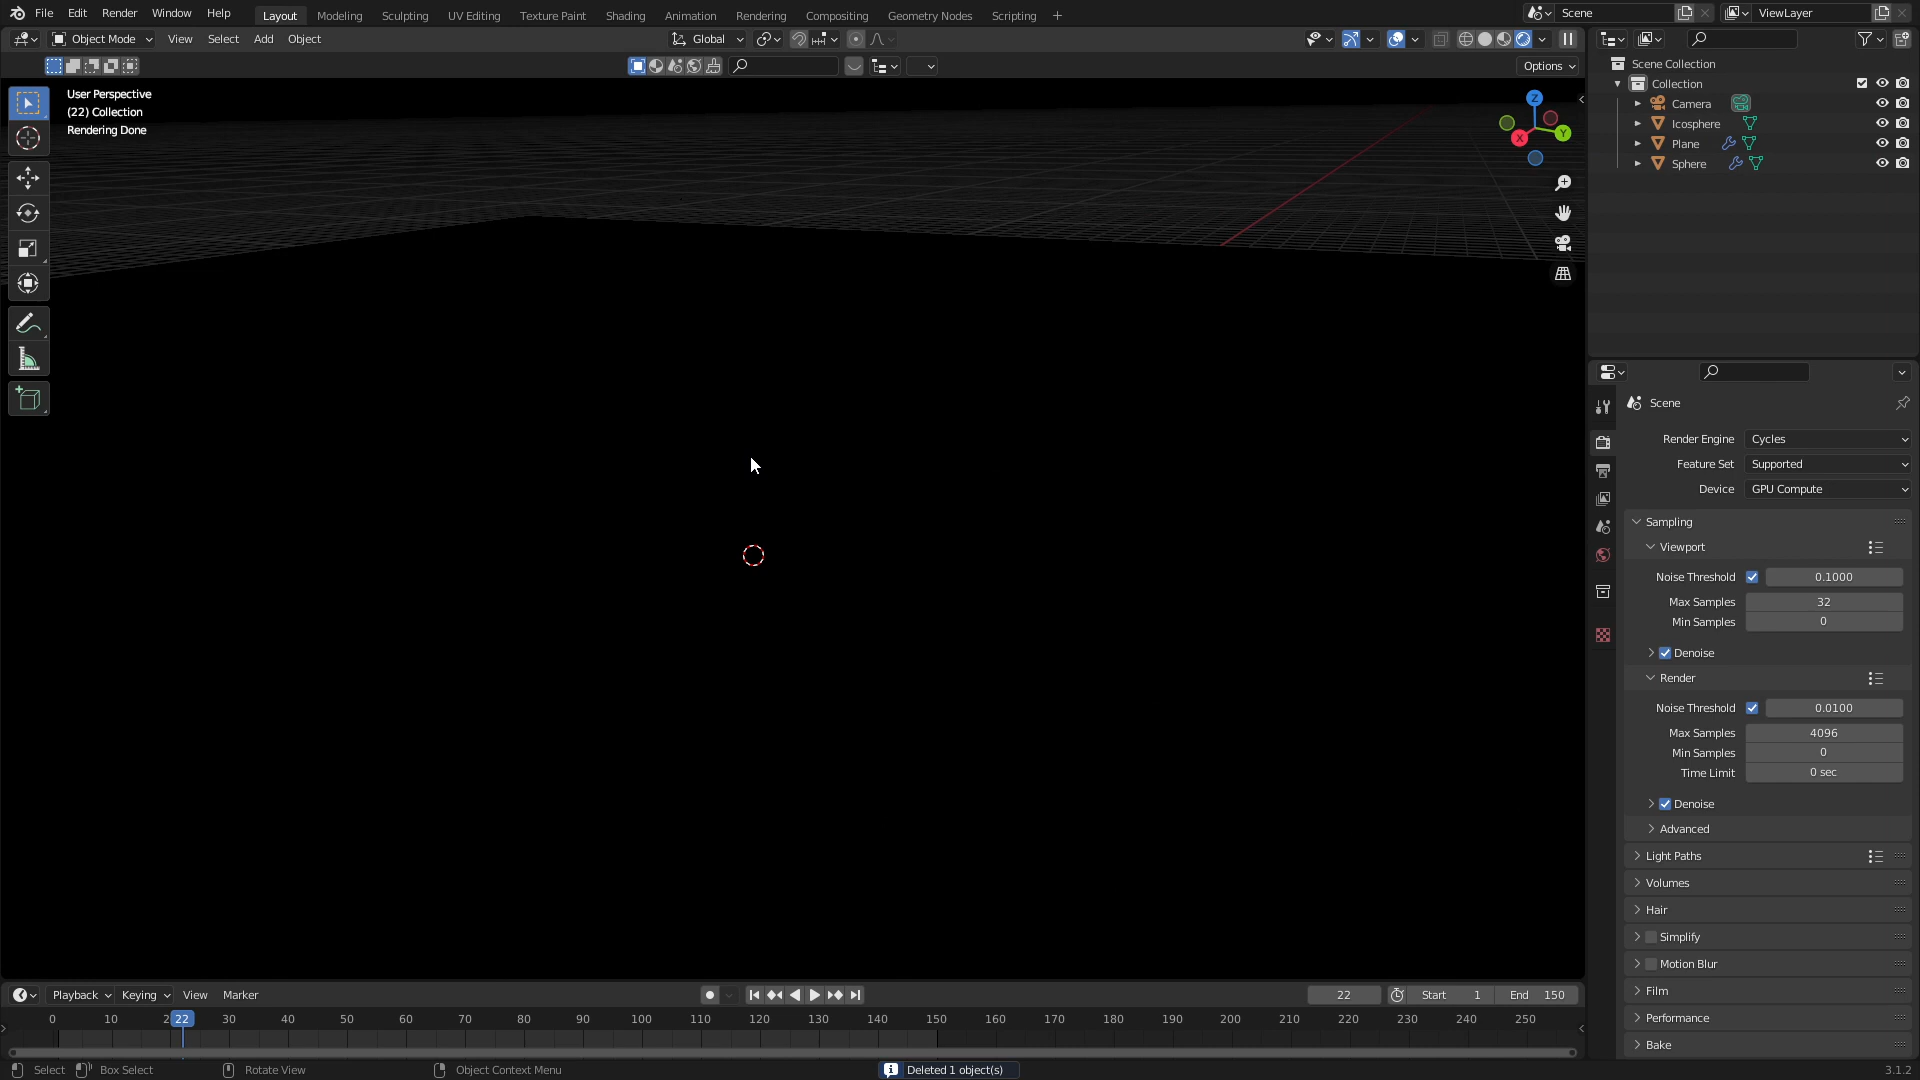 File Edit Render Window Help Layout Modeling Sculpting UV Editing Texture Paint Shading Animation Rendering Compositing Geometry Nodes Scripting + Scene ViewLayer
Object Mode View Select Add Object Global
Options
User Perspective
(22) Collection
Rendering Done
Z
Y
X
Scene Collection
Collection
Camera
Icosphere
Plane
Sphere
Scene
Render Engine Cycles
Feature Set Supported
Device GPU Compute
Sampling
Viewport
Noise Threshold 0.1000
Max Samples 32
Min Samples 0
Denoise
Render
Noise Threshold 0.0100
Max Samples 4096
Min Samples 0
Time Limit 0 sec
Denoise
Advanced
Light Paths
Volumes
Hair
Simplify
Motion Blur
Film
Performance
Bake
Playback Keying View Marker 22 Start 1 End 150
0 10 2 22 30 40 50 60 70 80 90 100 110 120 130 140 150 160 170 180 190 200 210 220 230 240 250
Select Box Select Rotate View Object Context Menu Deleted 1 object(s) 3.1.2